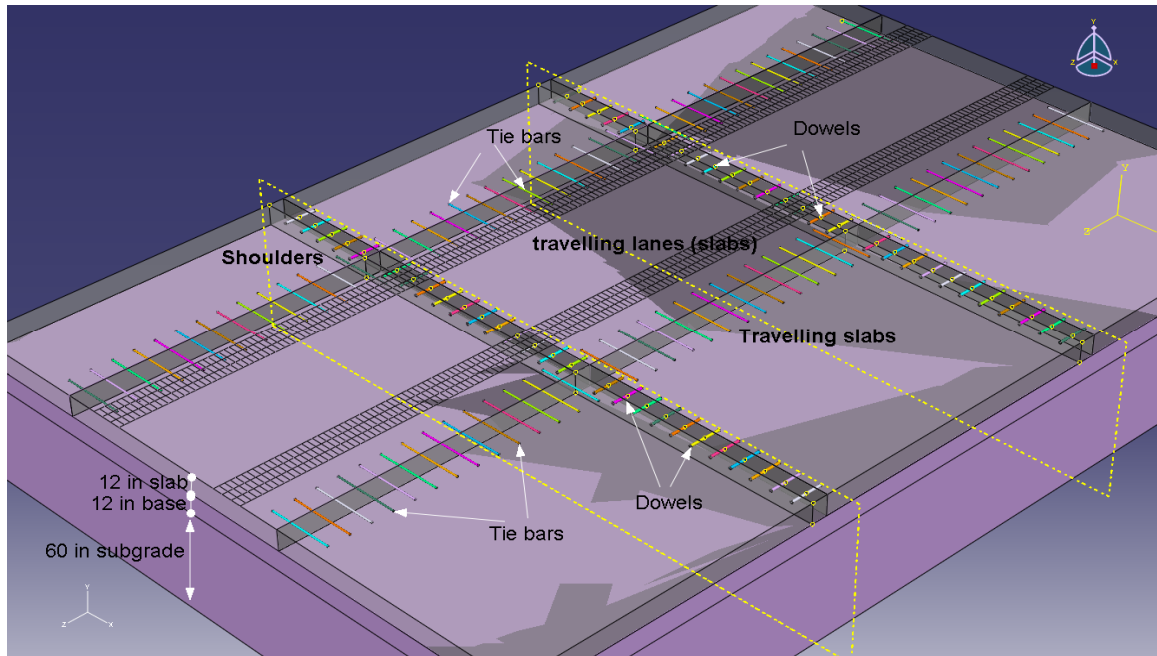 Y
Z
X
Tie bars
Dowels
Y
Z
Shoulders
travelling lanes (slabs)
Travelling slabs
12 in slab
12 in base
Dowels
Tie bars
60 in subgrade
Y
Z
X